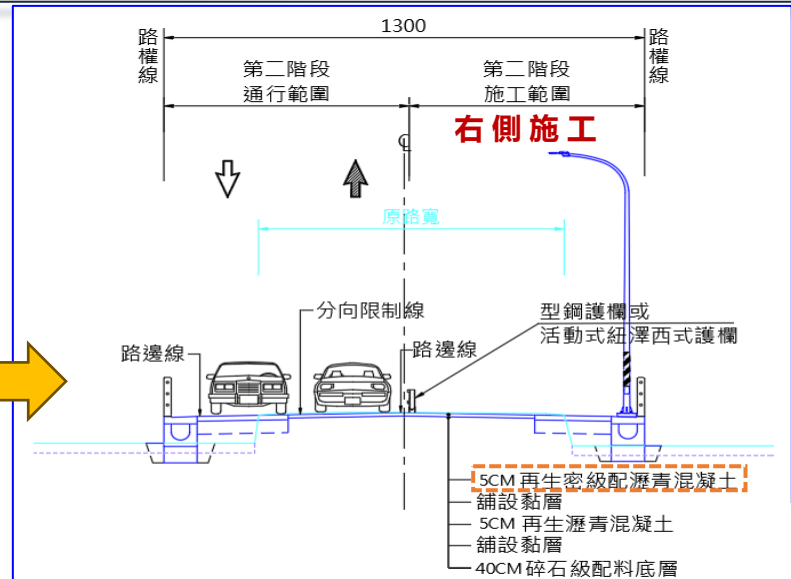 1300
路權線
路權線
第二階段
通行範圍
第二階段
施工範圍
右側施工
℄
原路寬
分向限制線
型鋼護欄或
活動式紐澤西式護欄
路邊線
路邊線
5CM 再生密級配瀝青混凝土
舖設黏層
5CM 再生瀝青混凝土
舖設黏層
40CM 碎石級配料底層